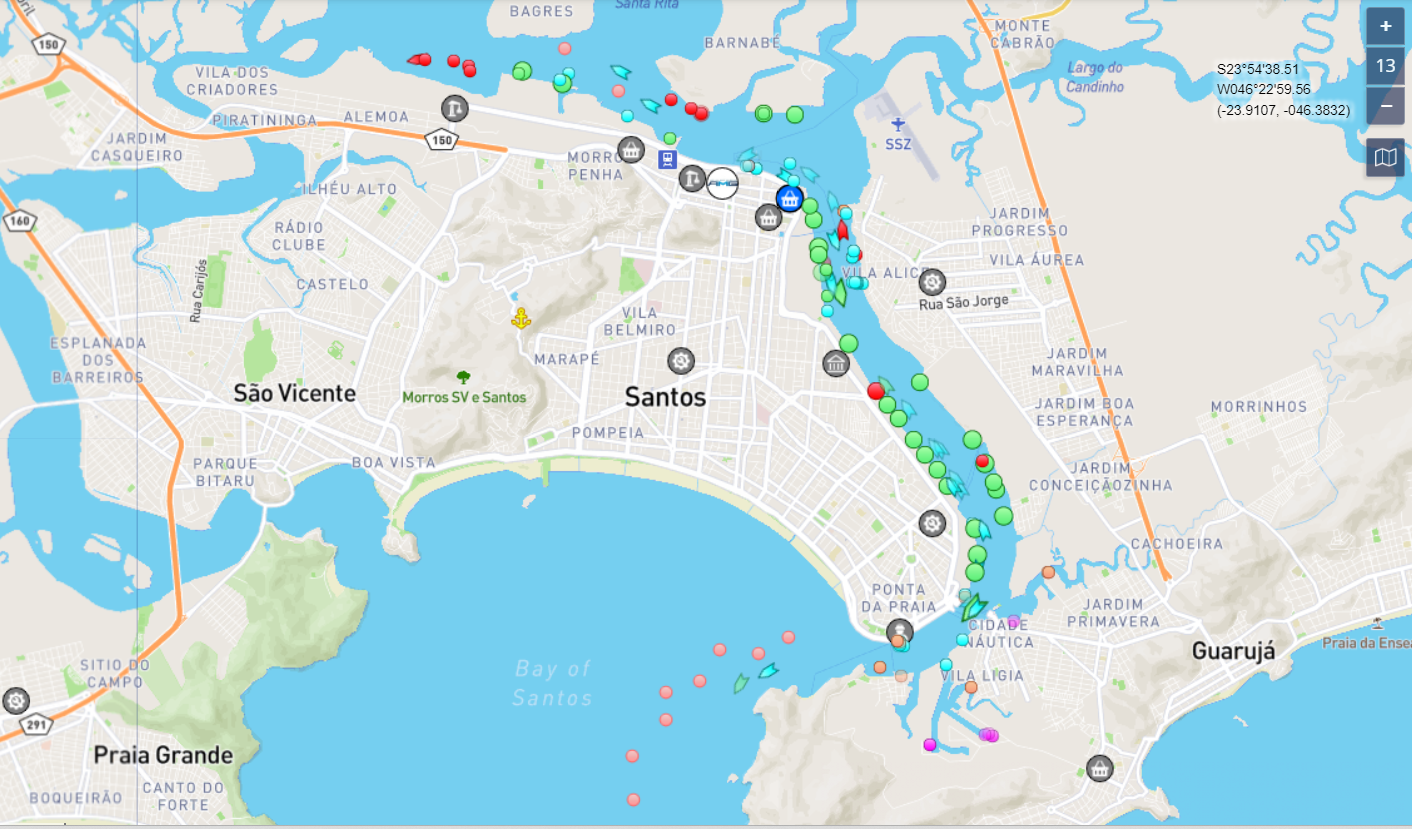 BAGRES
Santa Rita
150
BARNABÉ
MONTE
CABRÃO
+
13
−
S23°54'38.51
W046°22'59.56
(-23.9107, -046.3832)
Largo do
Candinho
VILA DOS
CRIADORES
PIRATININGA
ALEMOA
150
JARDIM
CASQUEIRO
SSZ
MORRO
PENHA
AMG
ILHÉU ALTO
160
RÁDIO
CLUBE
JARDIM
PROGRESSO
VILA ÁUREA
VILA ALICE
Rua Carijós
CASTELO
Rua São Jorge
VILA
BELMIRO
ESPLANADA
DOS
BARREIROS
MARAPÉ
JARDIM
MARAVILHA
São Vicente
Morros SV e Santos
Santos
JARDIM BOA
ESPERANÇA
MORRINHOS
POMPEIA
PARQUE
BITARU
BOA VISTA
JARDIM
CONCEIÇÃOZINHA
CACHOEIRA
PONTA
DA PRAIA
JARDIM
PRIMAVERA
CIDADE
NÁUTICA
Guarujá
Praia da Ense
SITIO DO
CAMPO
Bay of
Santos
VILA LIGIA
291
Praia Grande
BOQUEIRÃO
CANTO DO
FORTE